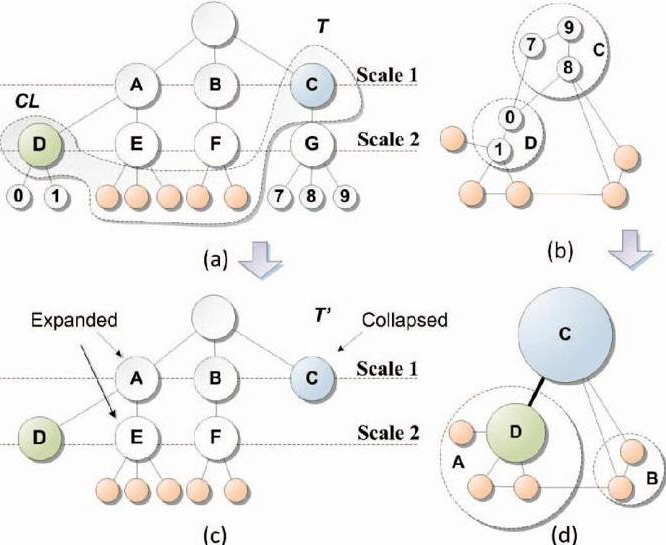 T
9
7
C
8
A
B
C
Scale 1
CL
0
D
E
F
G
Scale 2
D
1
0
1
7
8
9
(a)
(b)
Expanded
T'
Collapsed
C
A
B
C
Scale 1
D
E
F
Scale 2
D
A
B
(c)
(d)